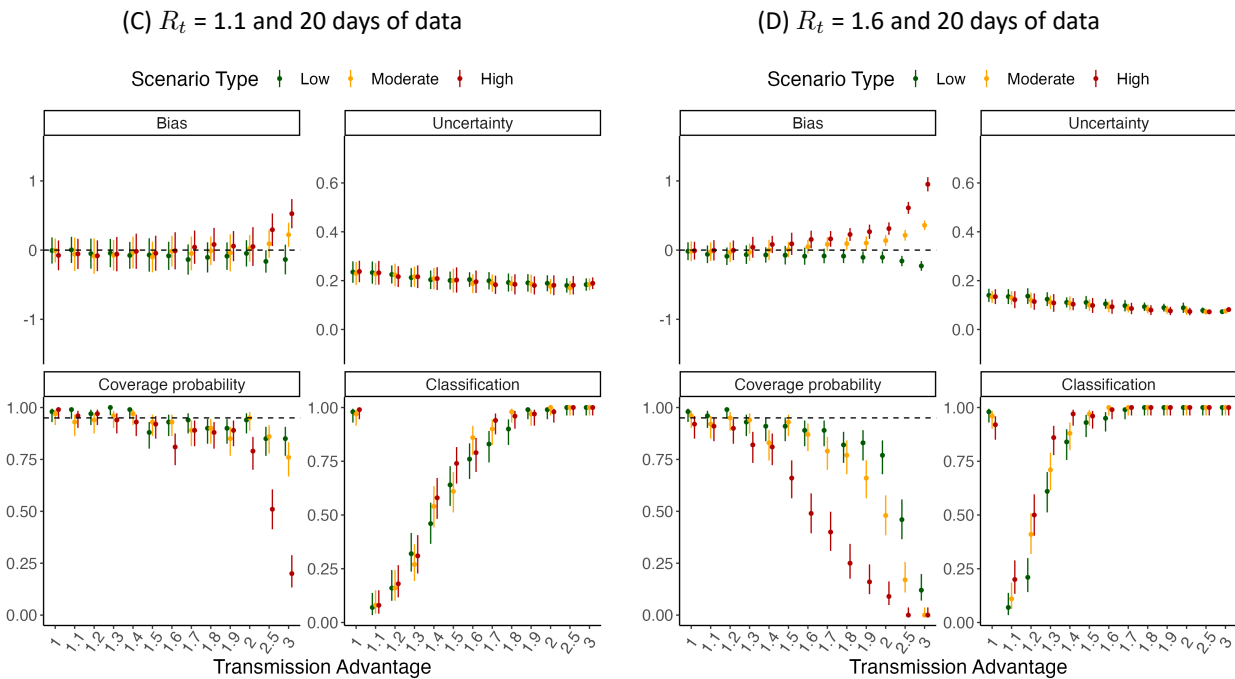 (C) Rt = 1.1 and 20 days of data
Scenario Type Low Moderate High
Bias Uncertainty
1
0
-1
0.6
0.4
0.2
0.0
Coverage probability Classification
1.00
0.75
0.50
0.25
0.00
1.00
0.75
0.50
0.25
0.00
1 1.1 1.2 1.3 1.4 1.5 1.6 1.7 1.8 1.9 2 2.5 3
1 1.1 1.2 1.3 1.4 1.5 1.6 1.7 1.8 1.9 2 2.5 3
Transmission Advantage
(D) Rt = 1.6 and 20 days of data
Scenario Type Low Moderate High
Bias Uncertainty
1
0
-1
0.6
0.4
0.2
0.0
Coverage probability Classification
1.00
0.75
0.50
0.25
0.00
1.00
0.75
0.50
0.25
0.00
1 1.1 1.2 1.3 1.4 1.5 1.6 1.7 1.8 1.9 2 2.5 3
1 1.1 1.2 1.3 1.4 1.5 1.6 1.7 1.8 1.9 2 2.5 3
Transmission Advantage